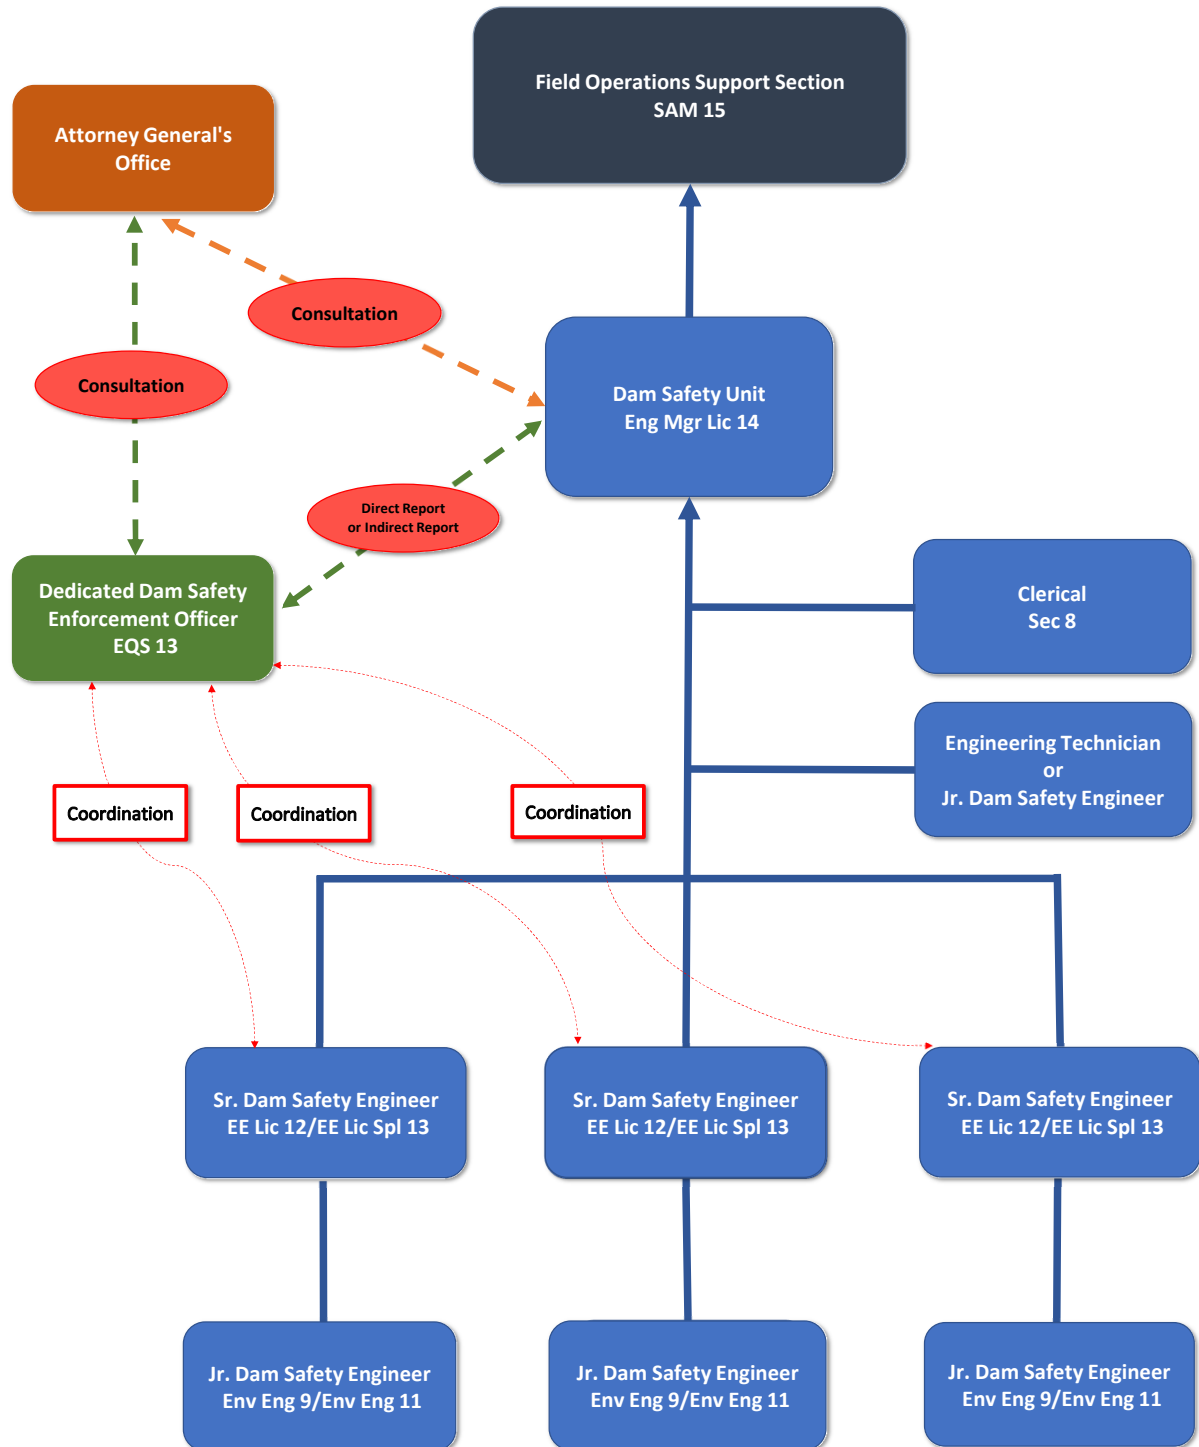 Field Operations Support Section
SAM 15
Attorney General's
Office
Consultation
Consultation
Dam Safety Unit
Eng Mgr Lic 14
Direct Report
or Indirect Report
Dedicated Dam Safety
Enforcement Officer
EQS 13
Clerical
Sec 8
Engineering Technician
or
Jr. Dam Safety Engineer
Coordination
Coordination
Coordination
Sr. Dam Safety Engineer
EE Lic 12/EE Lic Spl 13
Sr. Dam Safety Engineer
EE Lic 12/EE Lic Spl 13
Sr. Dam Safety Engineer
EE Lic 12/EE Lic Spl 13
Jr. Dam Safety Engineer
Env Eng 9/Env Eng 11
Jr. Dam Safety Engineer
Env Eng 9/Env Eng 11
Jr. Dam Safety Engineer
Env Eng 9/Env Eng 11